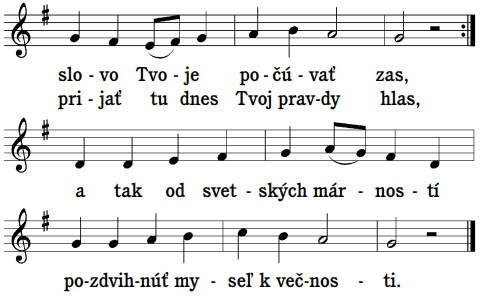 slo - vo Tvo - je po - čú - vať zas,
pri - jať tu dnes Tvoj prav - dy hlas,
a tak od svet - ských már - nos - tí
po - zdvih - núť my - seľ k več - nos - ti.